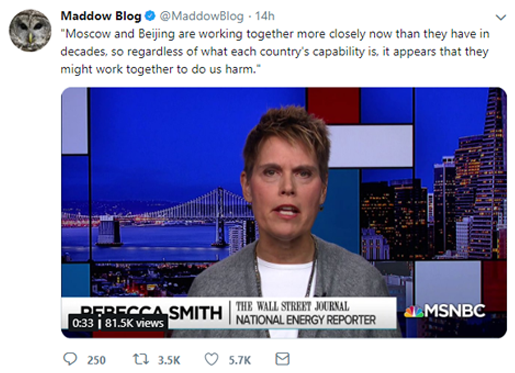 Maddow Blog @MaddowBlog · 14h
"Moscow and Beijing are working together more closely now than they have in
decades, so regardless of what each country's capability is, it appears that they
might work together to do us harm."
REBECCA SMITH
THE WALL STREET JOURNAL
NATIONAL ENERGY REPORTER
MSNBC
0:33 | 81.5K views
250 3.5K 5.7K